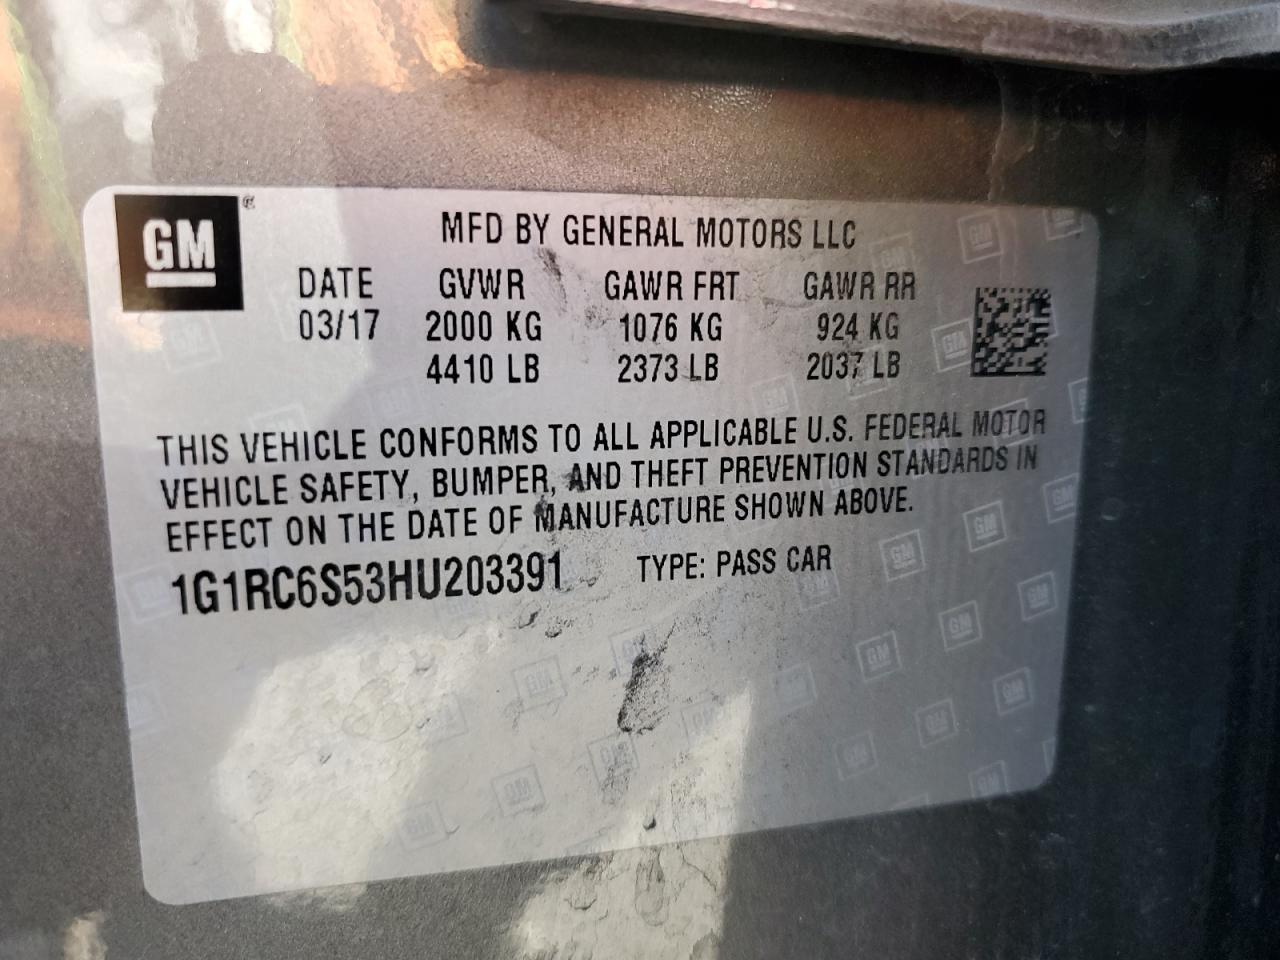 GM
MFD BY GENERAL MOTORS LLC
DATE GVWR GAWR FRT GAWR RR
03/17 2000 KG 1076 KG 924 KG
4410 LB 2373 LB 2037 LB
THIS VEHICLE CONFORMS TO ALL APPLICABLE U.S. FEDERAL MOTOR
VEHICLE SAFETY, BUMPER, AND THEFT PREVENTION STANDARDS IN
EFFECT ON THE DATE OF MANUFACTURE SHOWN ABOVE.
1G1RC6S53HU203391 TYPE: PASS CAR